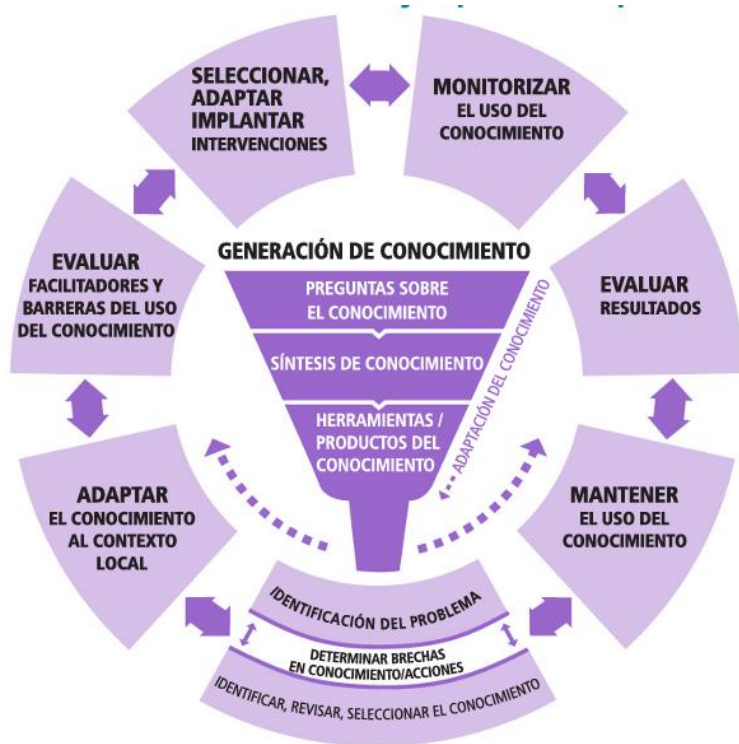 SELECCIONAR,
ADAPTAR
IMPLANTAR
INTERVENCIONES
MONITORIZAR
EL USO DEL
CONOCIMIENTO
EVALUAR
FACILITADORES Y
BARRERAS DEL USO
DEL CONOCIMIENTO
GENERACIÓN DE CONOCIMIENTO
PREGUNTAS SOBRE
EL CONOCIMIENTO
SÍNTESIS DE CONOCIMIENTO
HERRAMIENTAS /
PRODUCTOS DEL
CONOCIMIENTO
ADAPTACIÓN DEL CONOCIMIENTO
EVALUAR
RESULTADOS
ADAPTAR
EL CONOCIMIENTO
AL CONTEXTO
LOCAL
MANTENER
EL USO DEL
CONOCIMIENTO
IDENTIFICACIÓN DEL PROBLEMA
DETERMINAR BRECHAS
EN CONOCIMIENTO/ACCIONES
IDENTIFICAR, REVISAR, SELECCIONAR EL CONOCIMIENTO